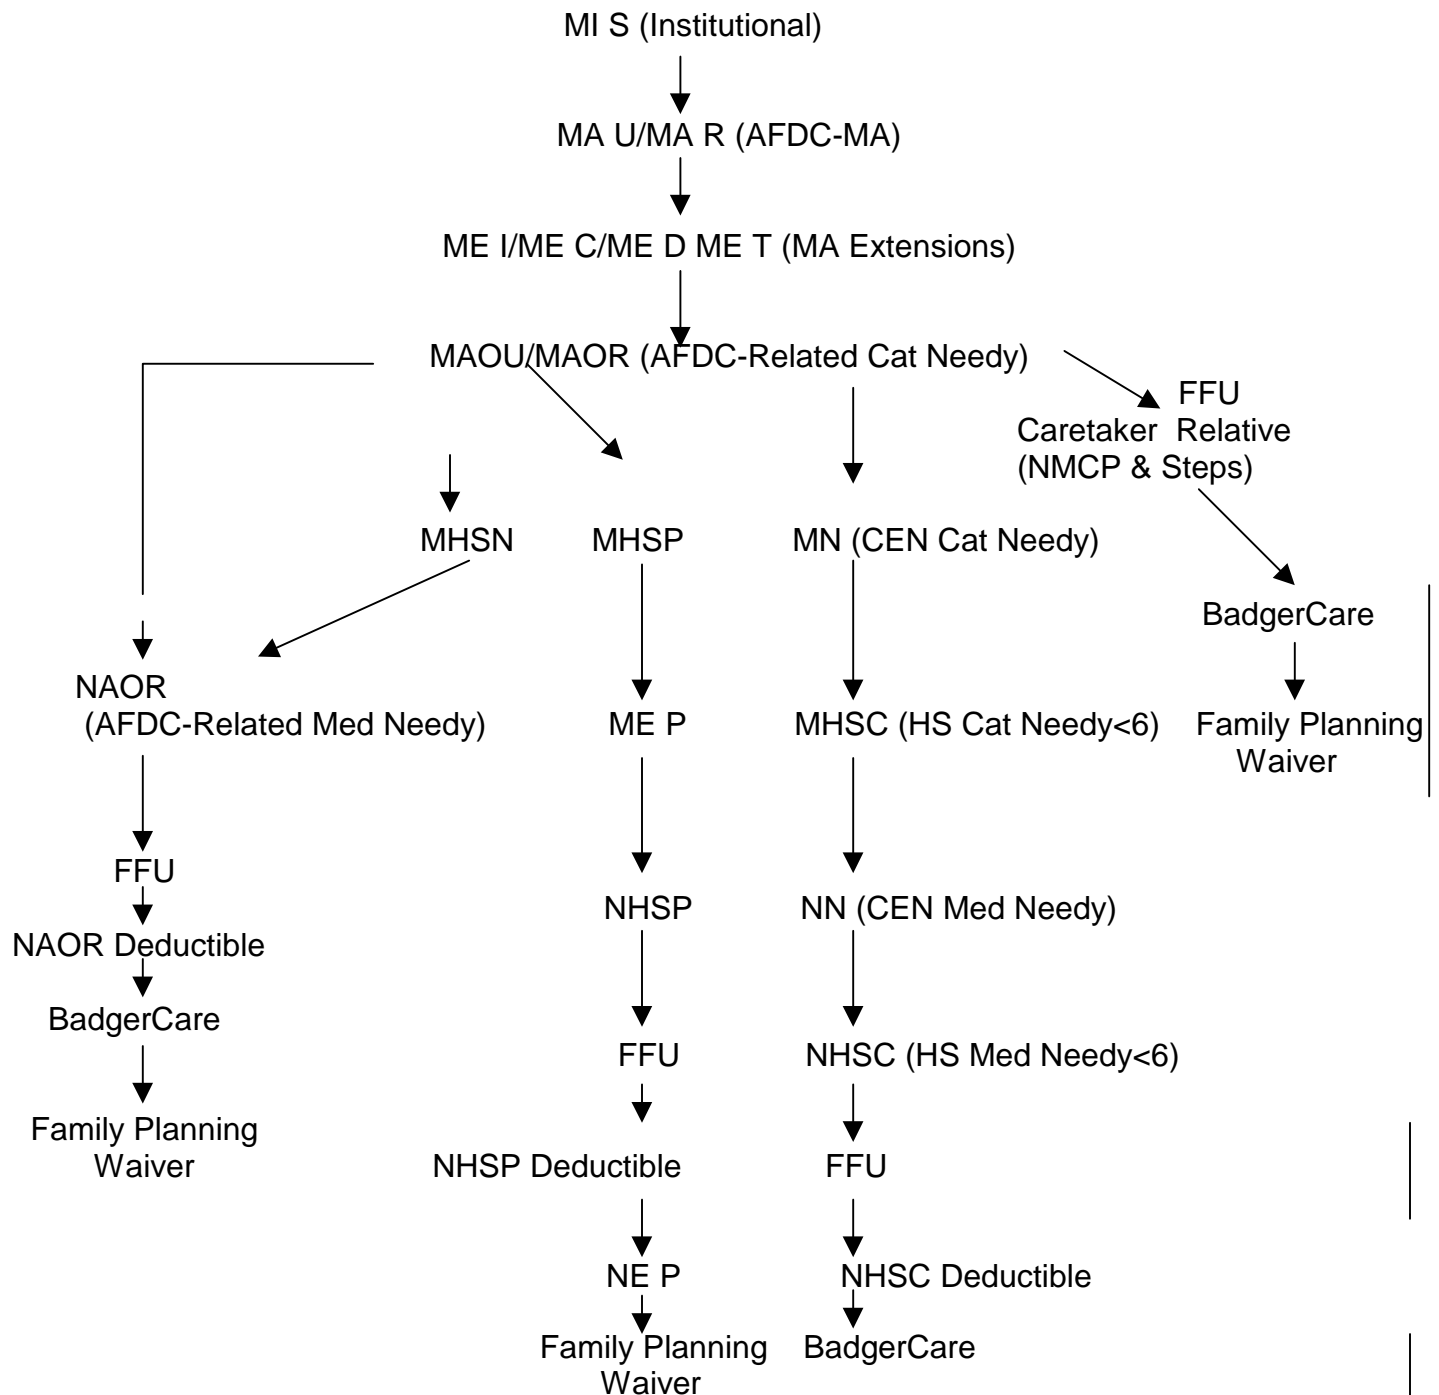 MI S (Institutional)
MA U/MA R (AFDC-MA)
ME I/ME C/ME D ME T (MA Extensions)
MAOU/MAOR (AFDC-Related Cat Needy)
FFU
Caretaker Relative
(NMCP & Steps)
MHSN
MHSP
MN (CEN Cat Needy)
BadgerCare
NAOR
(AFDC-Related Med Needy)
ME P
MHSC (HS Cat Needy<6)
Family Planning
Waiver
FFU
NHSP
NN (CEN Med Needy)
NAOR Deductible
BadgerCare
FFU
NHSC (HS Med Needy<6)
Family Planning
Waiver
NHSP Deductible
FFU
NE P
NHSC Deductible
Family Planning
Waiver
BadgerCare